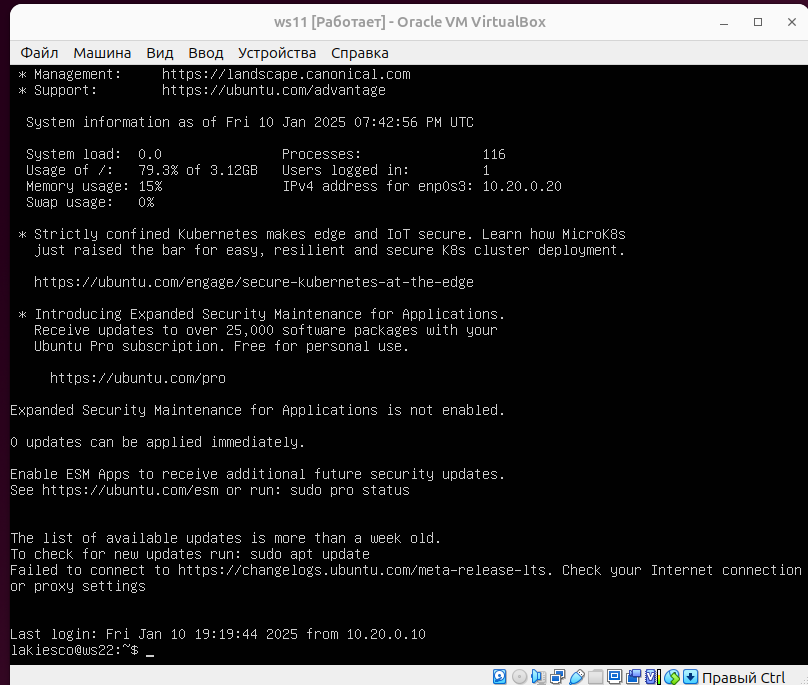 ws11 [Работает] - Oracle VM VirtualBox
Файл Машина Вид Ввод Устройства Справка
* Management: https://landscape.canonical.com
* Support: https://ubuntu.com/advantage
System information as of Fri 10 Jan 2025 07:42:56 PM UTC
System load: 0.0 Processes: 116
Usage of /: 79.3% of 3.12GB Users logged in: 1
Memory usage: 15% IPv4 address for enp0s3: 10.20.0.20
Swap usage: 0%
* Strictly confined Kubernetes makes edge and IoT secure. Learn how MicroK8s
just raised the bar for easy, resilient and secure K8s cluster deployment.
https://ubuntu.com/engage/secure-kubernetes-at-the-edge
* Introducing Expanded Security Maintenance for Applications.
Receive updates to over 25,000 software packages with your
Ubuntu Pro subscription. Free for personal use.
https://ubuntu.com/pro
Expanded Security Maintenance for Applications is not enabled.
0 updates can be applied immediately.
Enable ESM Apps to receive additional future security updates.
See https://ubuntu.com/esm or run: sudo pro status
The list of available updates is more than a week old.
To check for new updates run: sudo apt update
Failed to connect to https://changelogs.ubuntu.com/meta-release-lts. Check your Internet connection
or proxy settings
Last login: Fri Jan 10 19:19:44 2025 from 10.20.0.10
lakiesco@ws22:~$ _
Правый Ctrl